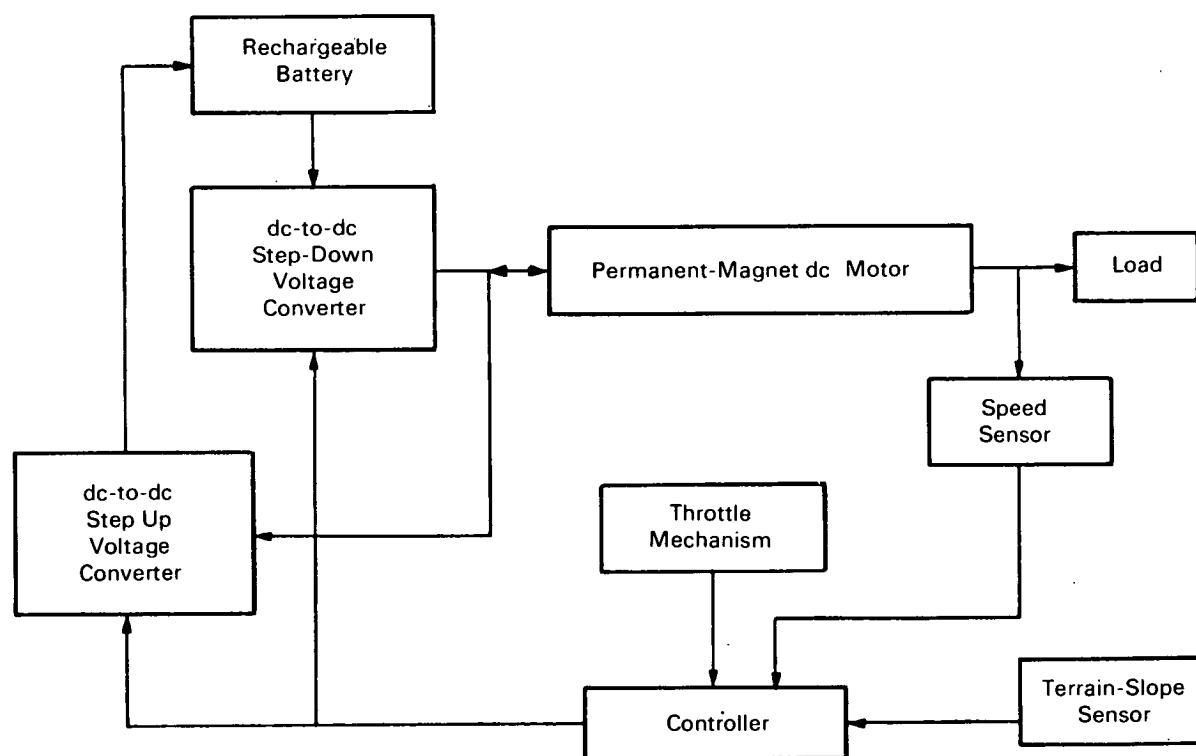 Rechargeable
Battery
dc-to-dc
Step-Down
Voltage
Converter
Permanent-Magnet dc Motor
Load
Speed
Sensor
dc-to-dc
Step Up
Voltage
Converter
Throttle
Mechanism
Controller
Terrain-Slope
Sensor